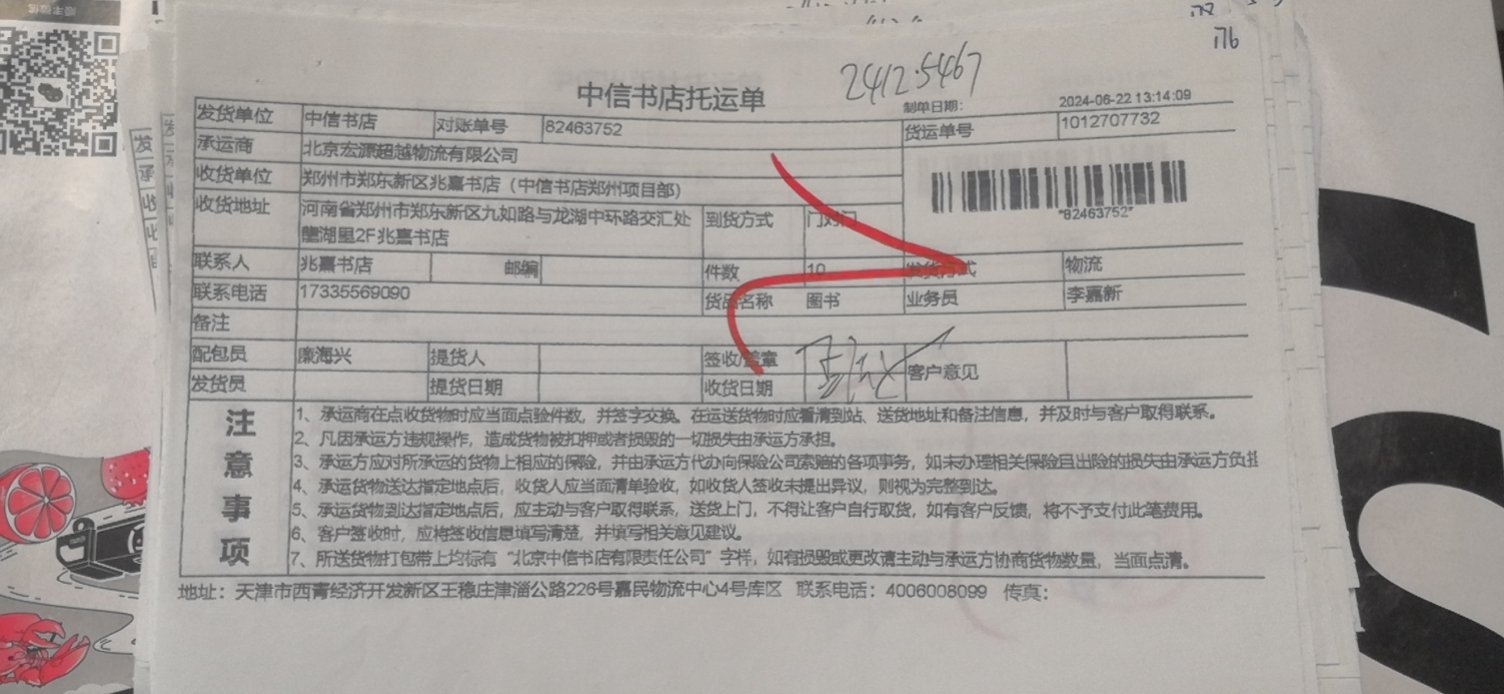 176
2412.5467
中信书店托运单
制单日期： 2024-06-22 13:14:09
发货单位 中信书店 对账单号 82463752 货运单号 1012707732
承运商 北京宏源超越物流有限公司
收货单位 郑州市郑东新区兆嘉书店（中信书店郑州项目部）
*82463752*
收货地址 河南省郑州市郑东新区九如路与龙湖中环路交汇处 到货方式 门对门
龍湖里2F兆嘉书店
联系人 兆嘉书店 邮编 件数 10 发货方式 物流
联系电话 17335569090 货品名称 图书 业务员 李嘉新
备注
配包员 廉海兴 提货人 签收/盖章 客户意见
发货员 提货日期 收货日期
注意事项
1、承运商在点收货物时应当面点验件数，并签字交换。在运送货物时应看清到站、送货地址和备注信息，并及时与客户取得联系。
2、凡因承运方违规操作，造成货物被扣押或者损毁的一切损失由承运方承担。
3、承运方应对所承运的货物上相应的保险，并由承运方代办向保险公司索赔的各项事务，如未办理相关保险且出险的损失由承运方负担
4、承运货物送达指定地点后，收货人应当面清单验收，如收货人签收未提出异议，则视为完整到达。
5、承运货物到达指定地点后，应主动与客户取得联系，送货上门，不得让客户自行取货，如有客户反馈，将不予支付此笔费用。
6、客户签收时，应将签收信息填写清楚，并填写相关意见建议。
7、所送货物打包带上均标有“北京中信书店有限责任公司”字样，如有损毁或更改请主动与承运方协商货物数量，当面点清。
地址：天津市西青经济开发新区王稳庄津淄公路226号嘉民物流中心4号库区 联系电话：4006008099 传真：